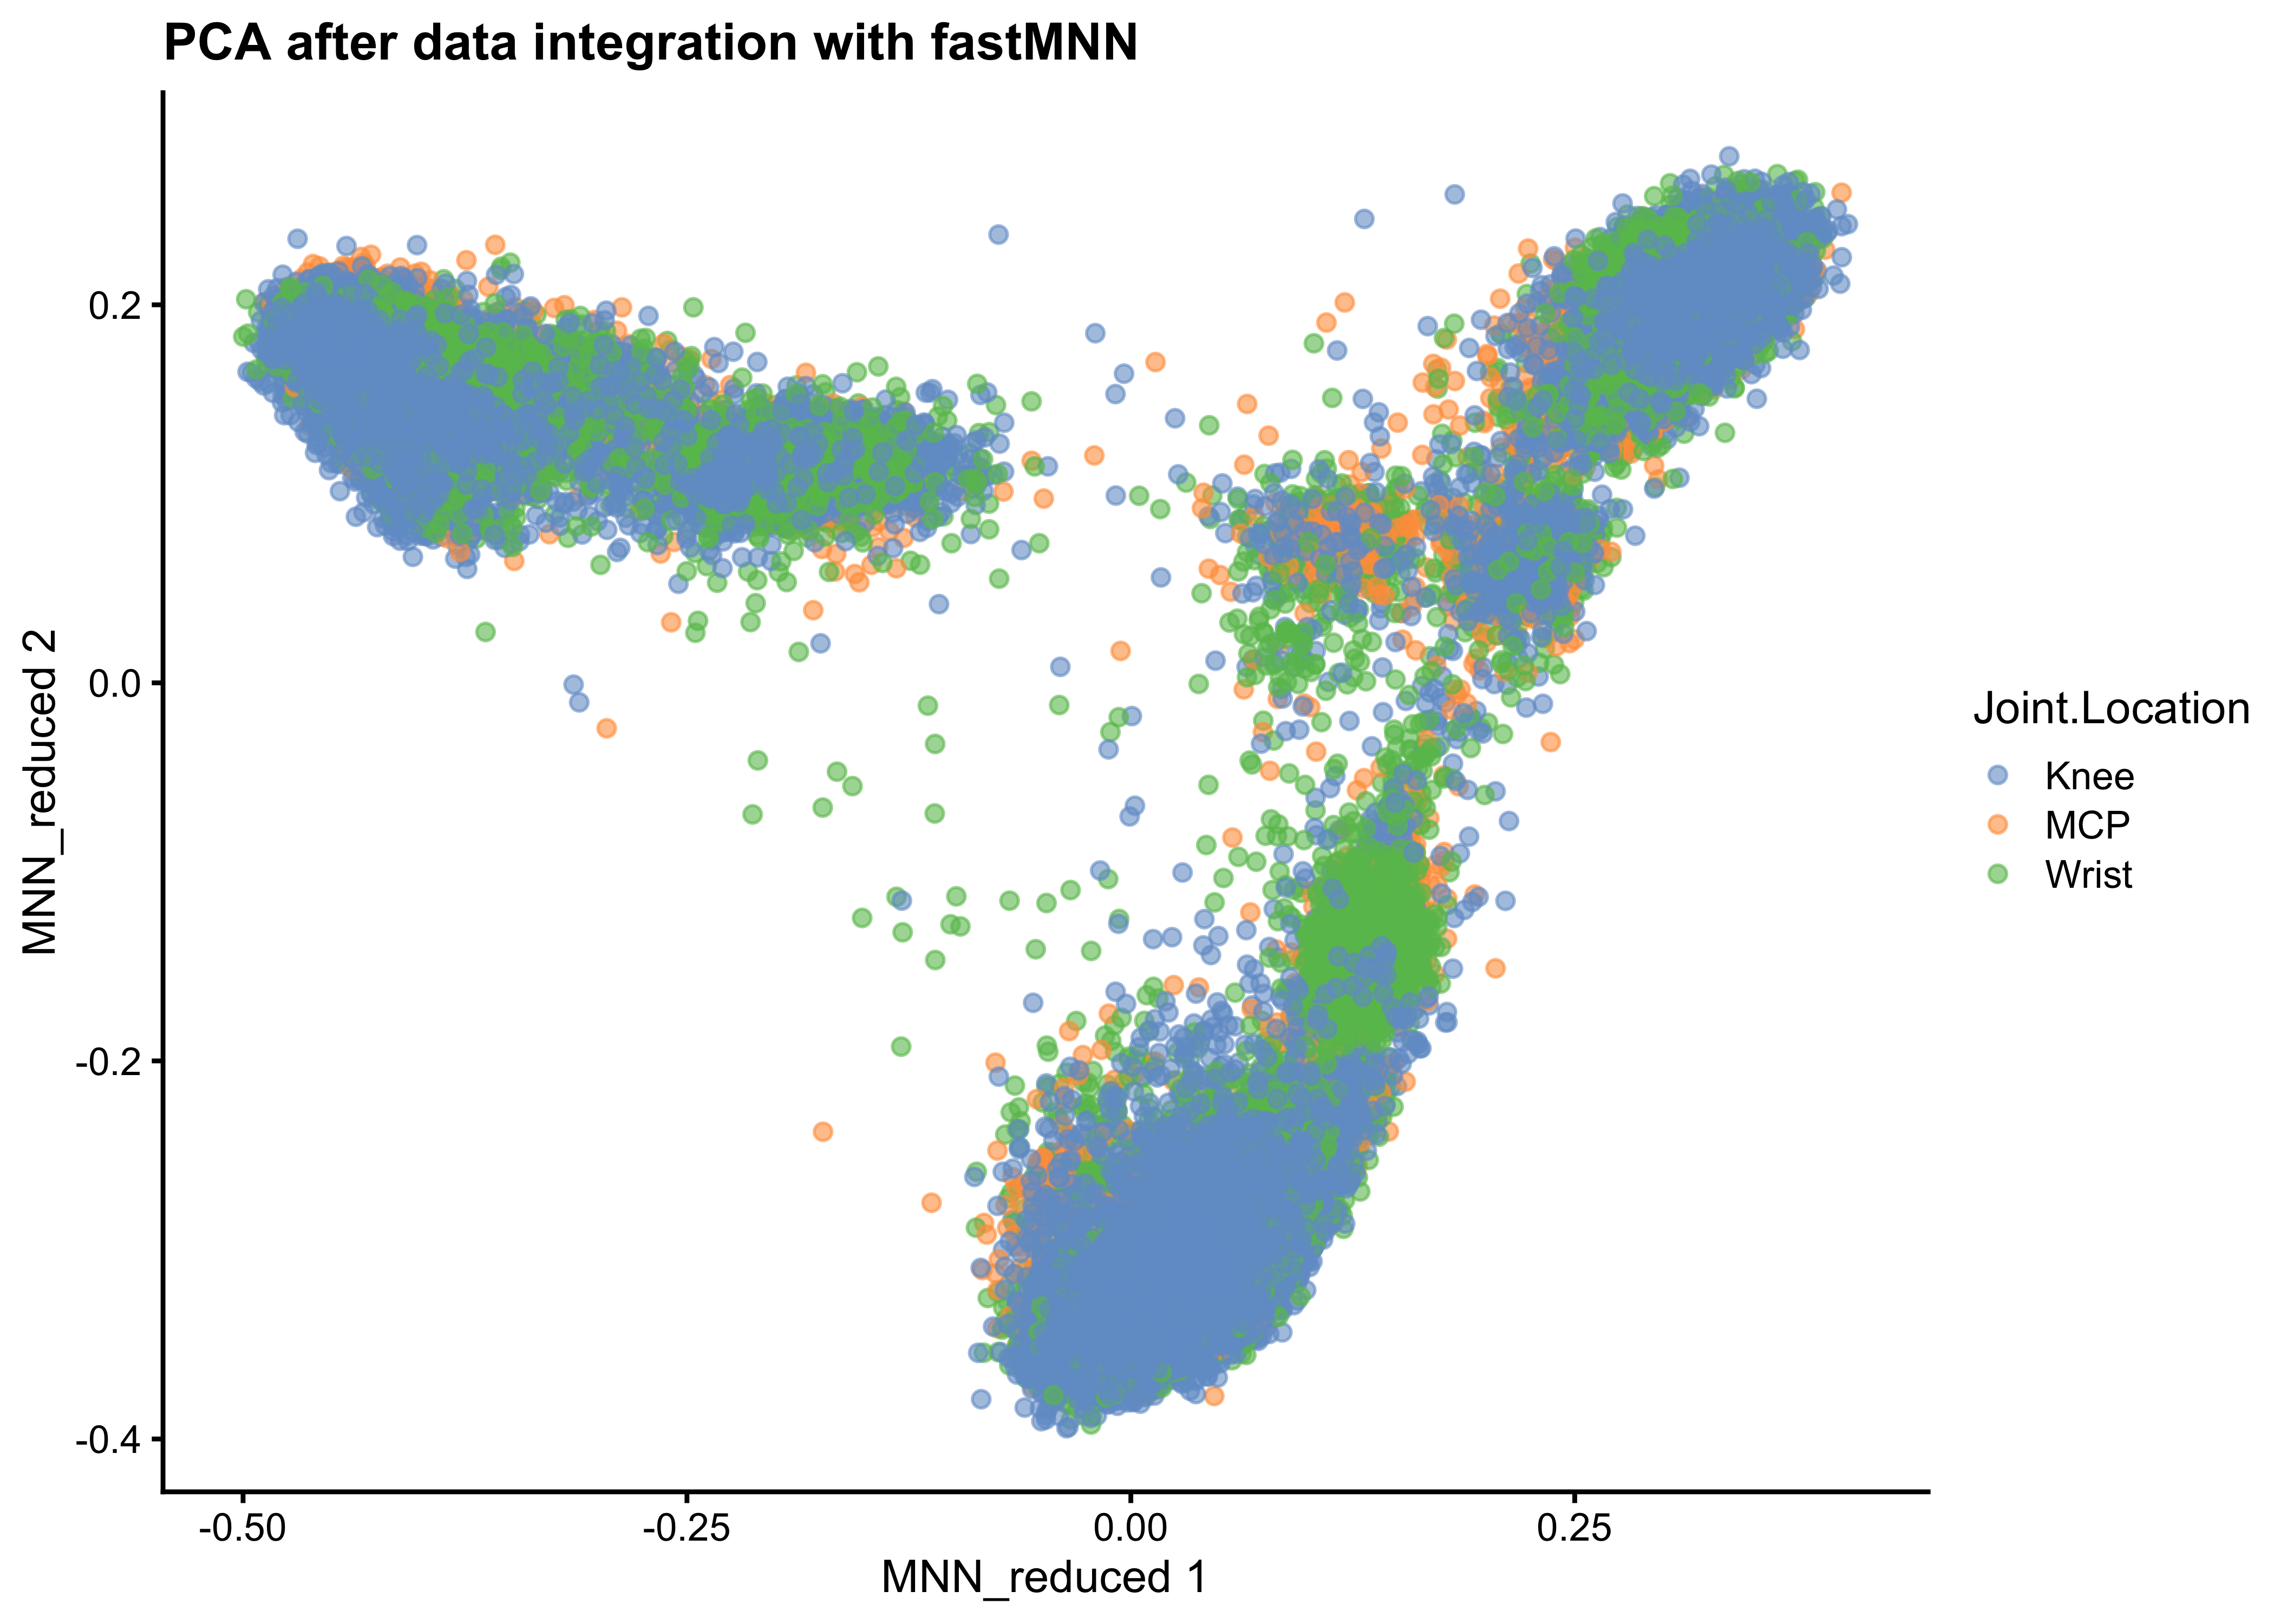 PCA after data integration with fastMNN
0.2
0.0
-0.2
-0.4
MNN_reduced 2
-0.50
-0.25
0.00
0.25
MNN_reduced 1
Joint.Location
Knee
MCP
Wrist